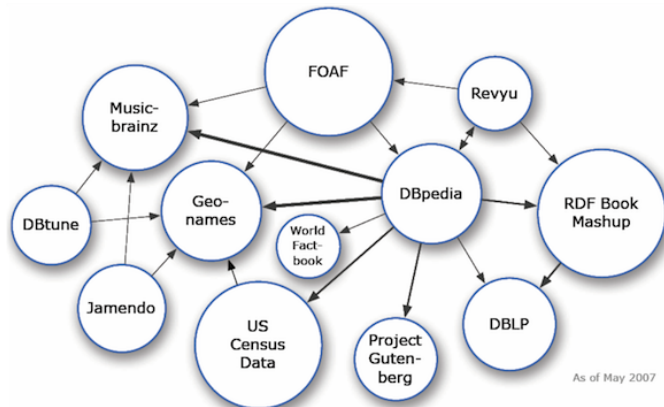 FOAF
Music-
brainz
Revyu
DBpedia
RDF Book
Mashup
Geo-
names
DBtune
World
Fact-
book
Jamendo
US
Census
Data
Project
Guten-
berg
DBLP
As of May 2007